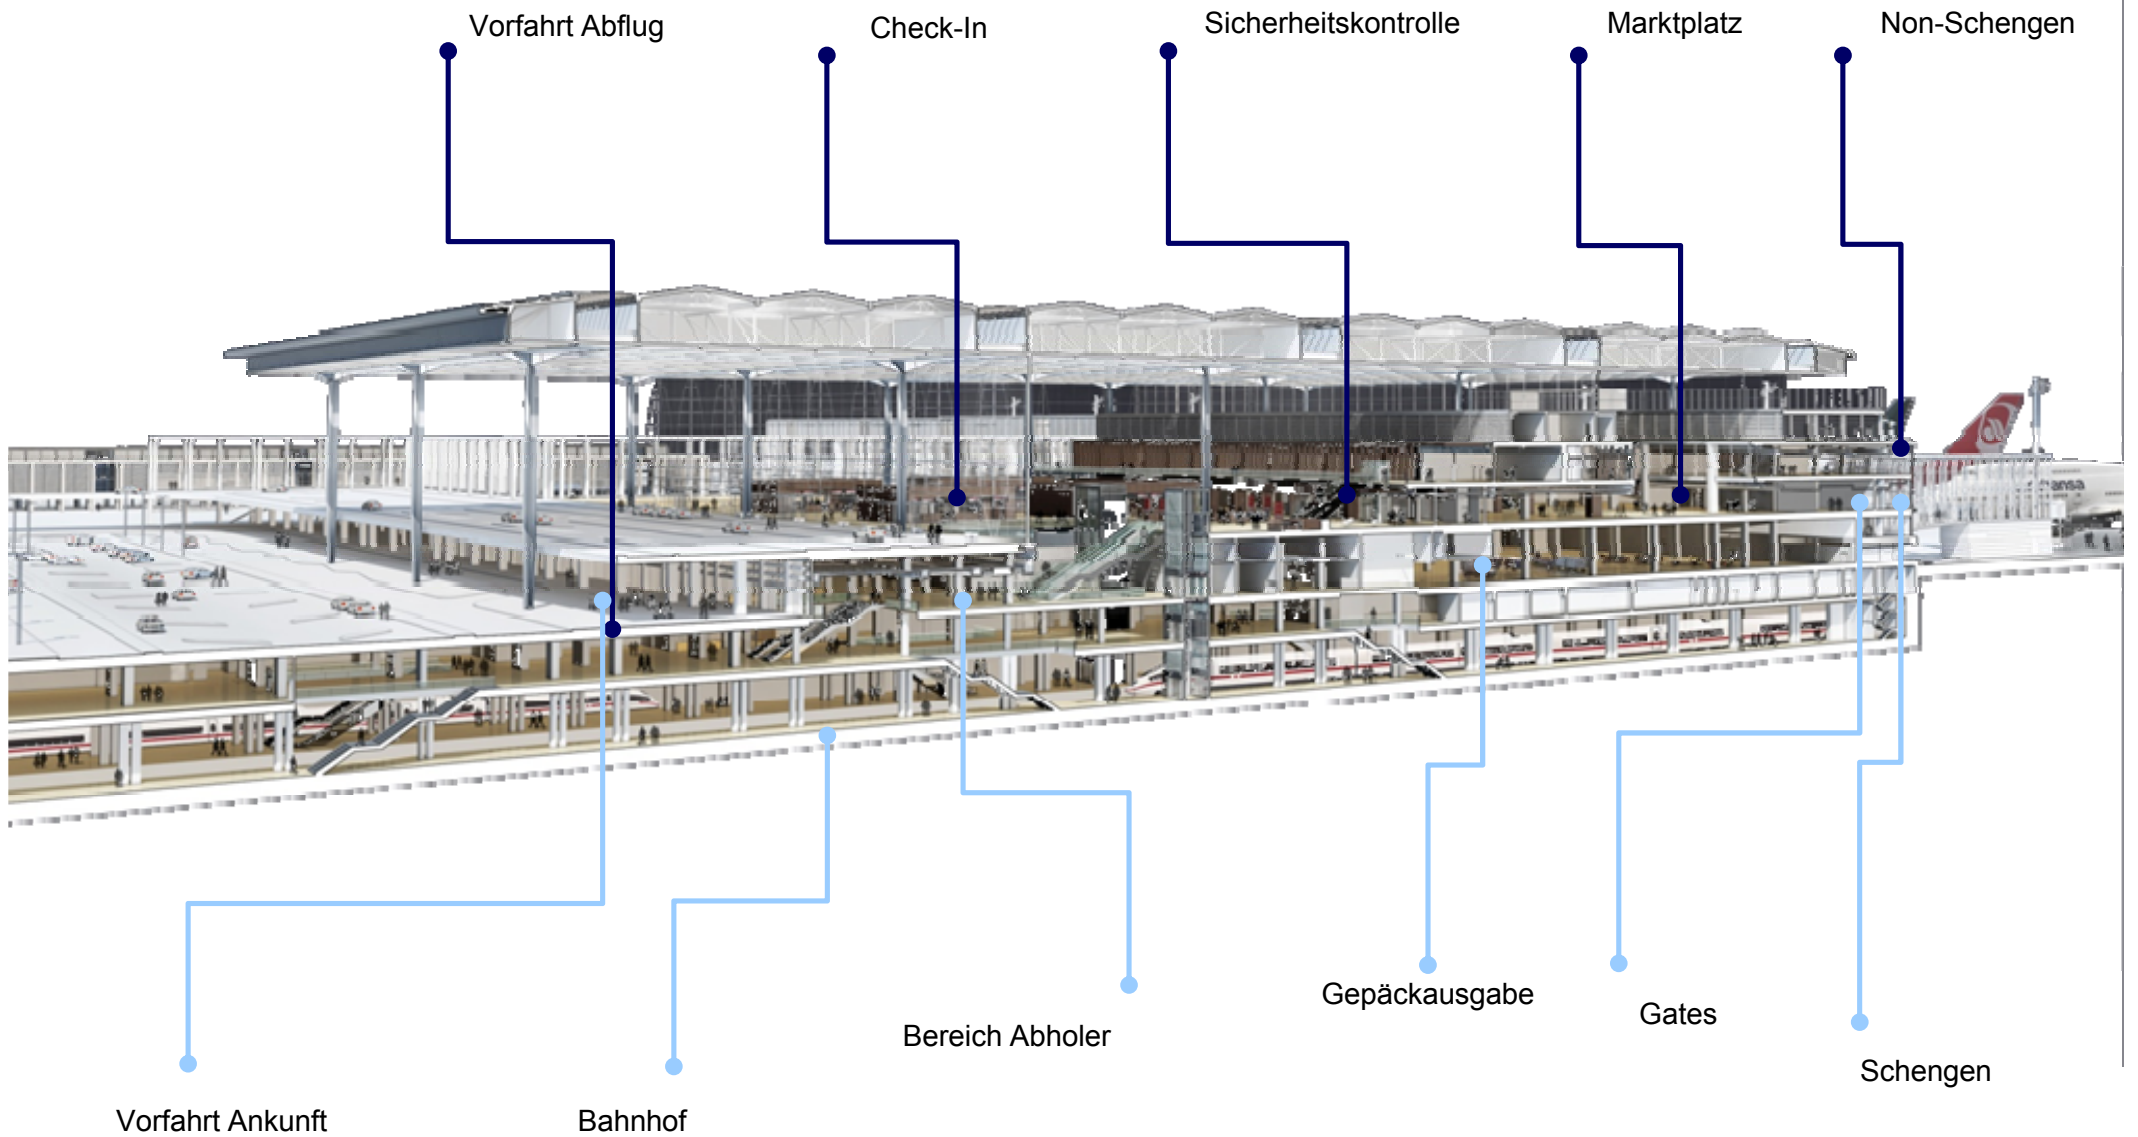 Vorfahrt Abflug
Check-In
Sicherheitskontrolle
Marktplatz
Non-Schengen
Gepäckausgabe
Gates
Bereich Abholer
Schengen
Vorfahrt Ankunft
Bahnhof